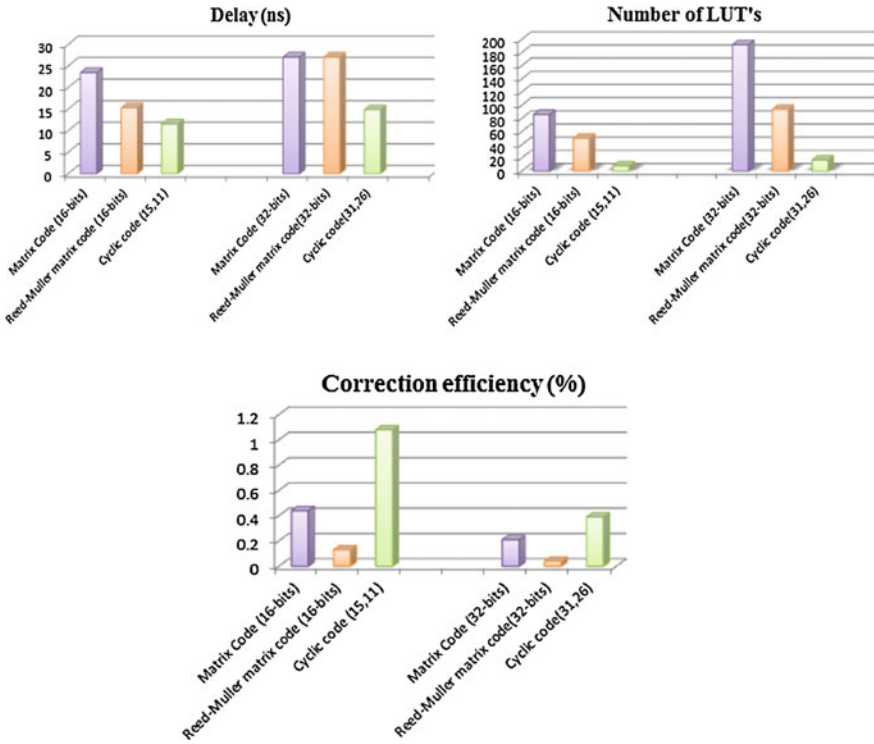 Delay (ns)
30
25
20
15
10
5
0
Matrix Code (16-bits)
Reed-Muller matrix code (16-bits)
Cyclic code (15,11)
Matrix Code (32-bits)
Reed-Muller matrix code(32-bits)
Cyclic code(31,26)
Number of LUT's
200
180
160
140
120
100
80
60
40
20
0
Matrix Code (16-bits)
Reed-Muller matrix code (16-bits)
Cyclic code (15,11)
Matrix Code (32-bits)
Reed-Muller matrix code(32-bits)
Cyclic code(31,26)
Correction efficiency (%)
1.2
1
0.8
0.6
0.4
0.2
0
Matrix Code (16-bits)
Reed-Muller matrix code (16-bits)
Cyclic code (15,11)
Matrix Code (32-bits)
Reed-Muller matrix code(32-bits)
Cyclic code(31,26)